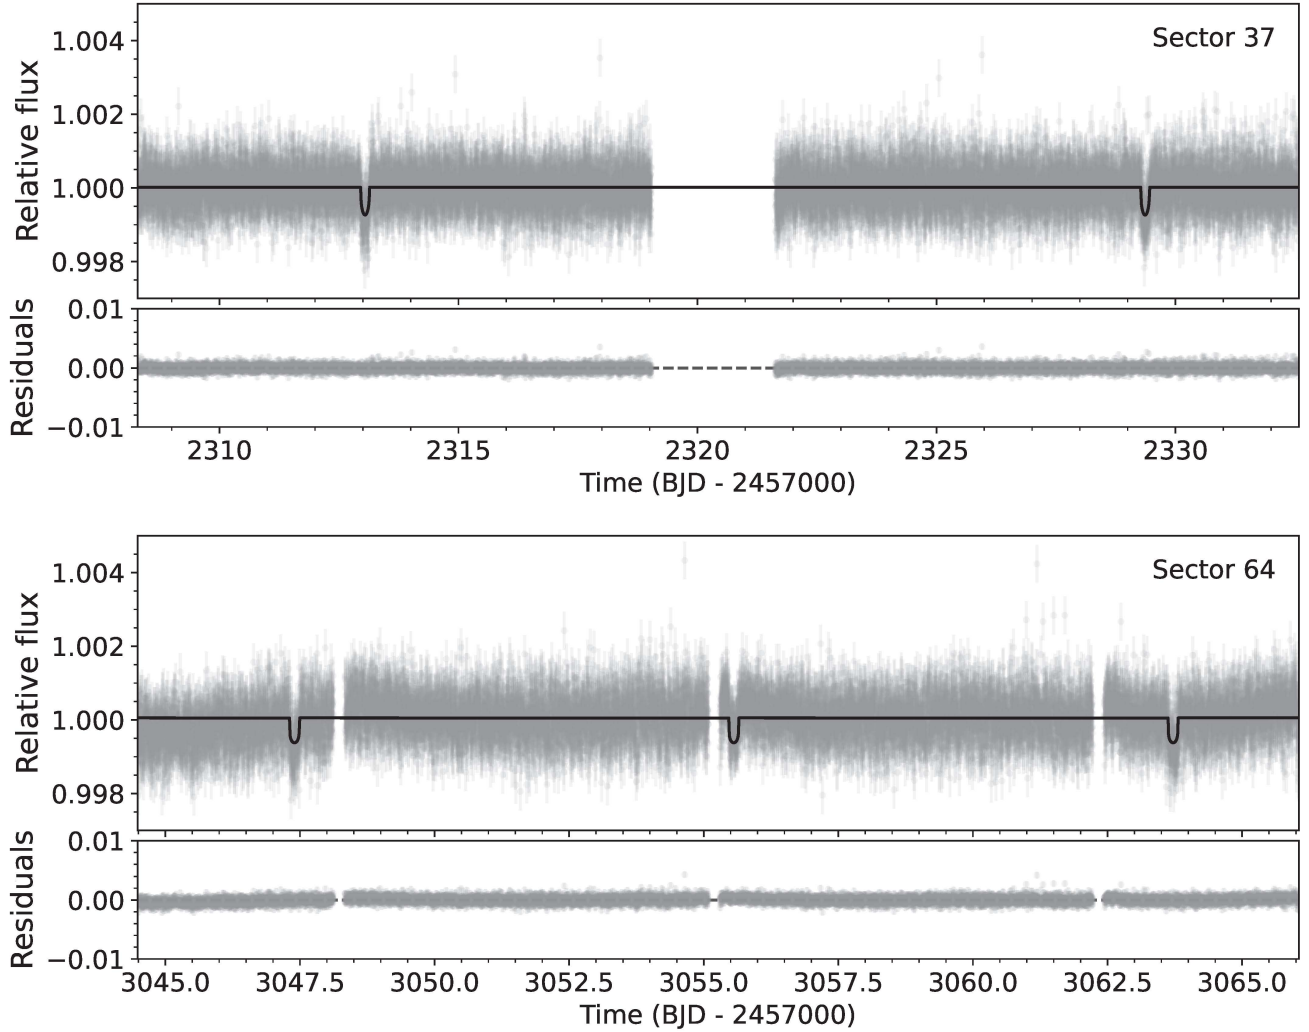 Sector 37
Relative flux
1.004
1.002
1.000
0.998
Residuals
0.01
0.00
−0.01
2310 2315 2320 2325 2330
Time (BJD - 2457000)
Sector 64
Relative flux
1.004
1.002
1.000
0.998
Residuals
0.01
0.00
−0.01
3045.0 3047.5 3050.0 3052.5 3055.0 3057.5 3060.0 3062.5 3065.0
Time (BJD - 2457000)